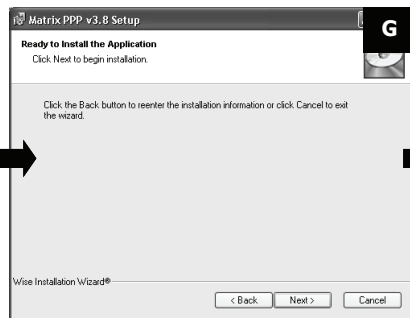 Matrix PPP v3.8 Setup
G
Ready to Install the Application
Click Next to begin installation.
Click the Back button to reenter the installation information or click Cancel to exit
the wizard.
Wise Installation Wizard®
< Back
Next >
Cancel